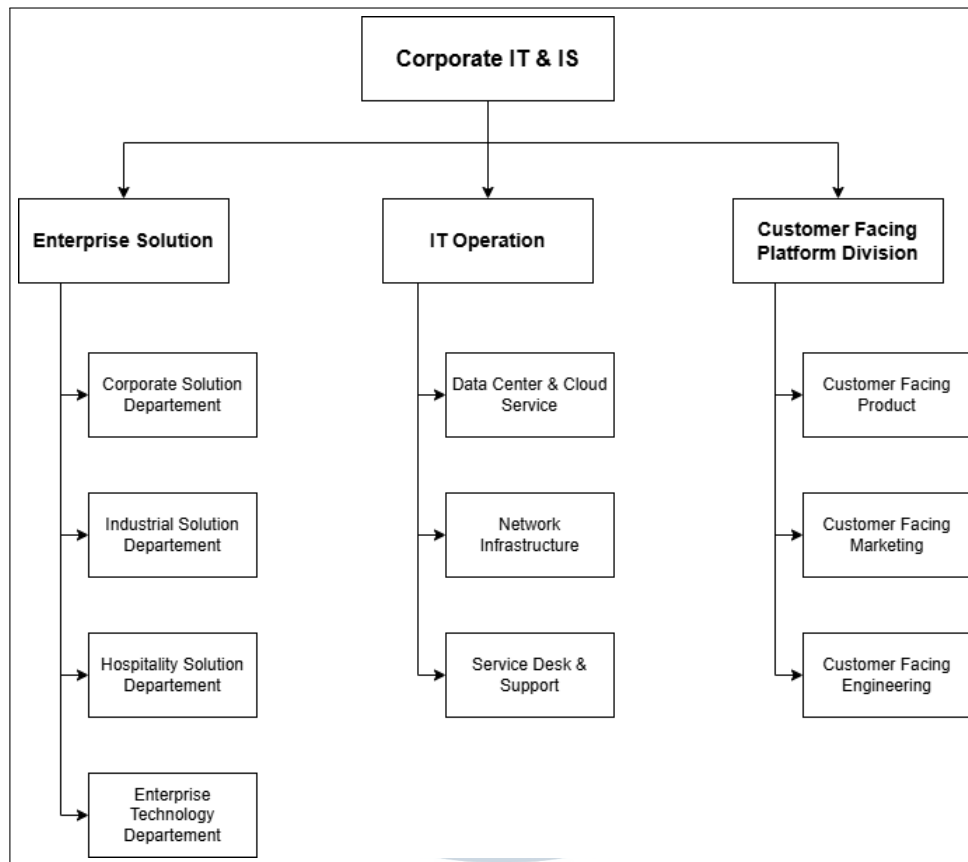 Corporate IT & IS
Enterprise Solution
IT Operation
Customer Facing
Platform Division
Corporate Solution
Departement
Data Center & Cloud
Service
Customer Facing
Product
Industrial Solution
Departement
Network
Infrastructure
Customer Facing
Marketing
Hospitality Solution
Departement
Service Desk &
Support
Customer Facing
Engineering
Enterprise
Technology
Departement